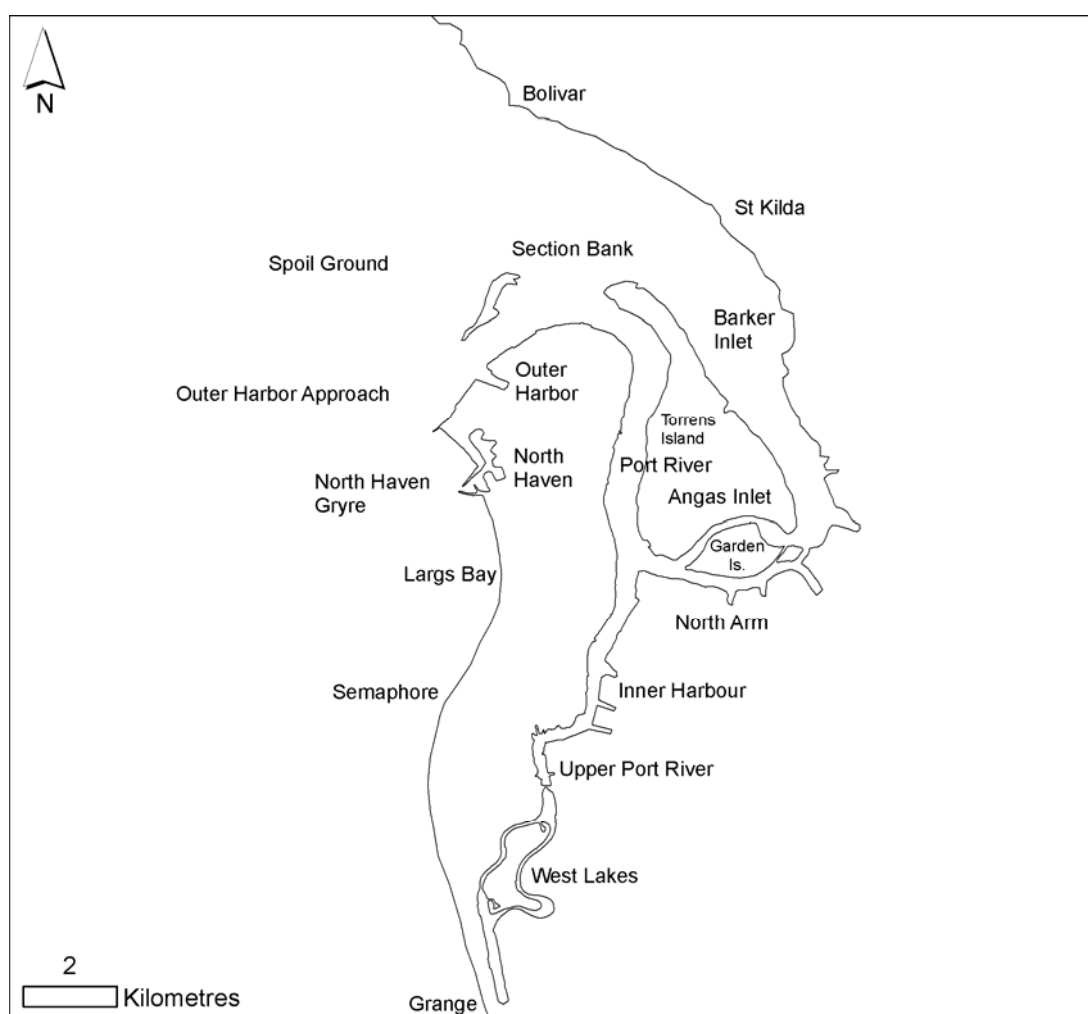 N
Bolivar
St Kilda
Section Bank
Spoil Ground
Barker
Inlet
Outer
Harbor
Outer Harbor Approach
Torrens
Island
Port River
North
Haven
North Haven
Gryre
Angas Inlet
Garden
Is.
Largs Bay
North Arm
Semaphore
Inner Harbour
Upper Port River
West Lakes
2
Kilometres
Grange